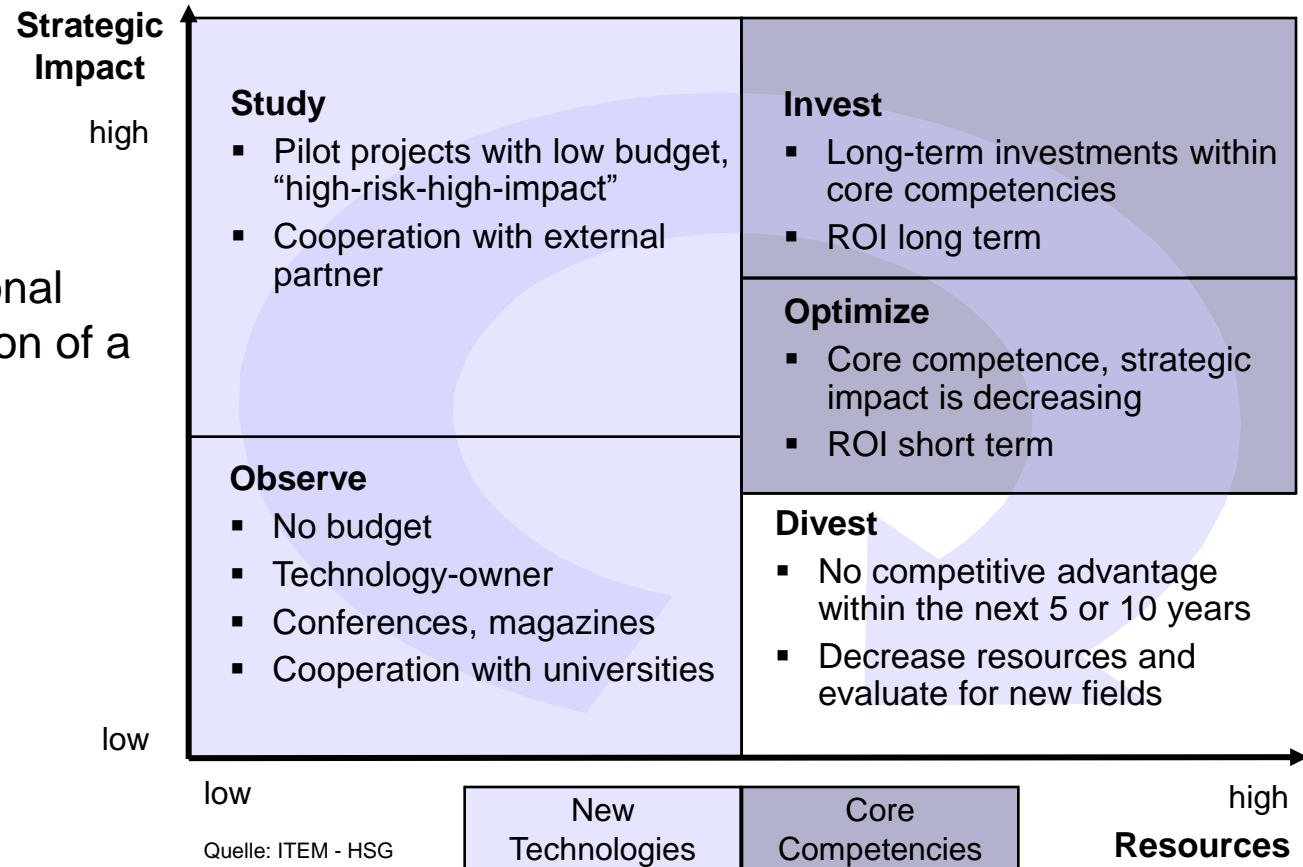 Strategic
Impact
high
onal
on of a
low
Study
▪ Pilot projects with low budget,
“high-risk-high-impact”
▪ Cooperation with external
partner
Invest
▪ Long-term investments within
core competencies
▪ ROI long term
Optimize
▪ Core competence, strategic
impact is decreasing
▪ ROI short term
Observe
▪ No budget
▪ Technology-owner
▪ Conferences, magazines
▪ Cooperation with universities
Divest
▪ No competitive advantage
within the next 5 or 10 years
▪ Decrease resources and
evaluate for new fields
low
New
Technologies
Core
Competencies
high
Resources
Quelle: ITEM - HSG